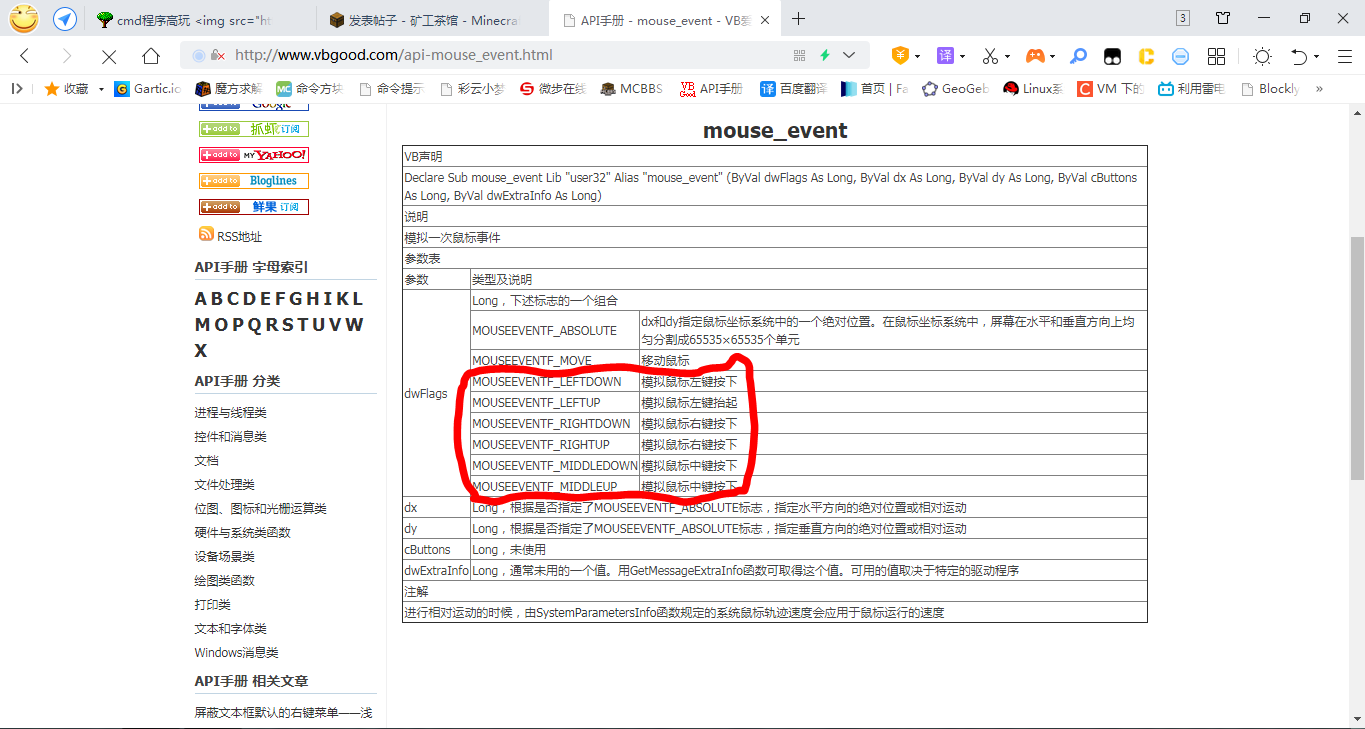 cmd程序高玩 <img src="ht
发表帖子 - 矿工茶馆 - Minecra
API手册 - mouse_event - VB爱
3
http://www.vbgood.com/api-mouse_event.html
译
收藏
Gartic.io
魔方求解
命令方块
命令提示
彩云小梦
微步在线
MCBBS
API手册
百度翻译
首页 | Fa
GeoGeb
Linux系
VM 下的
利用雷电
Blockly
add to Google
add to 抓虾 订阅
add to MY YAHOO!
add to Bloglines
add to 鲜果 订阅
RSS地址
API手册 字母索引
A B C D E F G H I K L
M O P Q R S T U V W
X
API手册 分类
进程与线程类
控件和消息类
文档
文件处理类
位图、图标和光栅运算类
硬件与系统类函数
设备场景类
绘图类函数
打印类
文本和字体类
Windows消息类
API手册 相关文章
屏蔽文本框默认的右键菜单——浅
mouse_event
VB声明
Declare Sub mouse_event Lib "user32" Alias "mouse_event" (ByVal dwFlags As Long, ByVal dx As Long, ByVal dy As Long, ByVal cButtons
As Long, ByVal dwExtraInfo As Long)
说明
模拟一次鼠标事件
参数表
参数 类型及说明
dwFlags
Long，下述标志的一个组合
MOUSEEVENTF_ABSOLUTE
dx和dy指定鼠标坐标系统中的一个绝对位置。在鼠标坐标系统中，屏幕在水平和垂直方向上均
匀分割成65535×65535个单元
MOUSEEVENTF_MOVE 移动鼠标
MOUSEEVENTF_LEFTDOWN 模拟鼠标左键按下
MOUSEEVENTF_LEFTUP 模拟鼠标左键抬起
MOUSEEVENTF_RIGHTDOWN 模拟鼠标右键按下
MOUSEEVENTF_RIGHTUP 模拟鼠标右键按下
MOUSEEVENTF_MIDDLEDOWN 模拟鼠标中键按下
MOUSEEVENTF_MIDDLEUP 模拟鼠标中键按下
dx Long，根据是否指定了MOUSEEVENTF_ABSOLUTE标志，指定水平方向的绝对位置或相对运动
dy Long，根据是否指定了MOUSEEVENTF_ABSOLUTE标志，指定垂直方向的绝对位置或相对运动
cButtons Long，未使用
dwExtraInfo Long，通常未用的一个值。用GetMessageExtraInfo函数可取得这个值。可用的值取决于特定的驱动程序
注解
进行相对运动的时候，由SystemParametersInfo函数规定的系统鼠标轨迹速度会应用于鼠标运行的速度